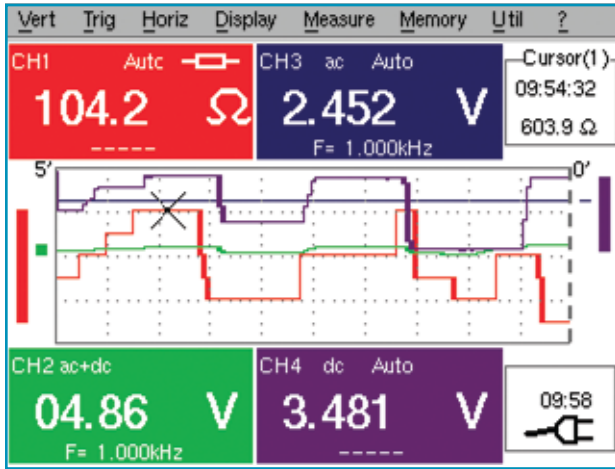 Vert Trig Horiz Display Measure Memory Util ?
CH1 Autc
104.2 Ω
-----
CH3 ac Auto
2.452 V
F= 1.000kHz
Cursor(1)
09:54:32
603.9 Ω
5' 0'
CH2 ac+dc
04.86 V
F= 1.000kHz
CH4 dc Auto
3.481 V
-----
09:58